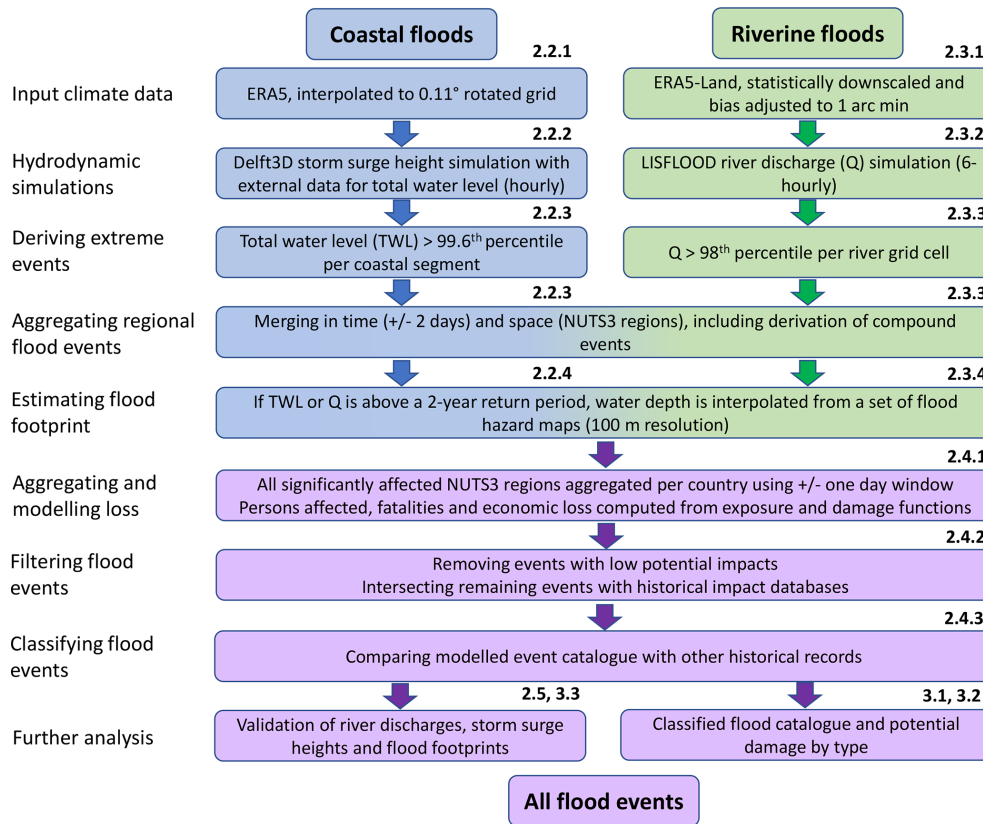 Coastal floods
Riverine floods
2.2.1
2.3.1
Input climate data
ERA5, interpolated to 0.11° rotated grid
ERA5-Land, statistically downscaled and
bias adjusted to 1 arc min
2.2.2
2.3.2
Hydrodynamic
simulations
Delft3D storm surge height simulation with
external data for total water level (hourly)
LISFLOOD river discharge (Q) simulation (6-
hourly)
2.2.3
2.3.3
Deriving extreme
events
Total water level (TWL) > 99.6th percentile
per coastal segment
Q > 98th percentile per river grid cell
2.2.3
2.3.3
Aggregating regional
flood events
Merging in time (+/- 2 days) and space (NUTS3 regions), including derivation of compound
events
2.2.4
2.3.4
Estimating flood
footprint
If TWL or Q is above a 2-year return period, water depth is interpolated from a set of flood
hazard maps (100 m resolution)
2.4.1
Aggregating and
modelling loss
All significantly affected NUTS3 regions aggregated per country using +/- one day window
Persons affected, fatalities and economic loss computed from exposure and damage functions
2.4.2
Filtering flood
events
Removing events with low potential impacts
Intersecting remaining events with historical impact databases
2.4.3
Classifying flood
events
Comparing modelled event catalogue with other historical records
2.5, 3.3
3.1, 3.2
Further analysis
Validation of river discharges, storm surge
heights and flood footprints
Classified flood catalogue and potential
damage by type
All flood events